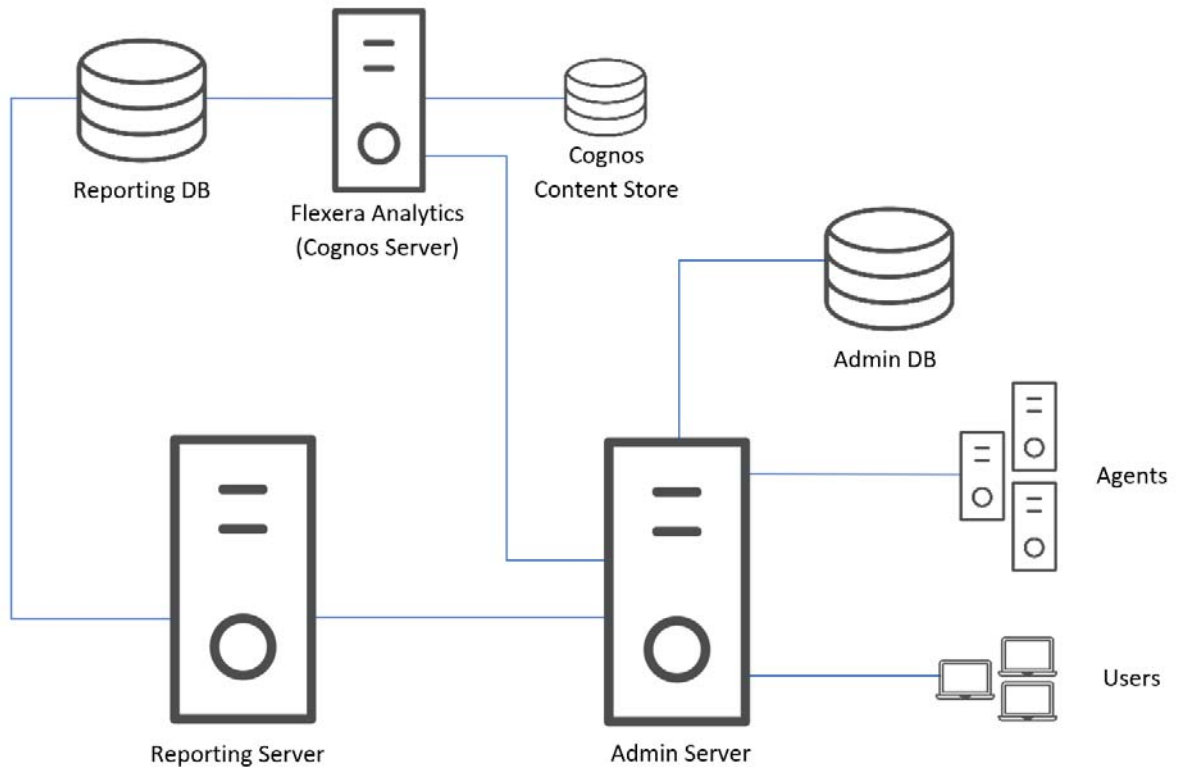 Reporting DB
Flexera Analytics
(Cognos Server)
Cognos
Content Store
Admin DB
Agents
Users
Reporting Server
Admin Server